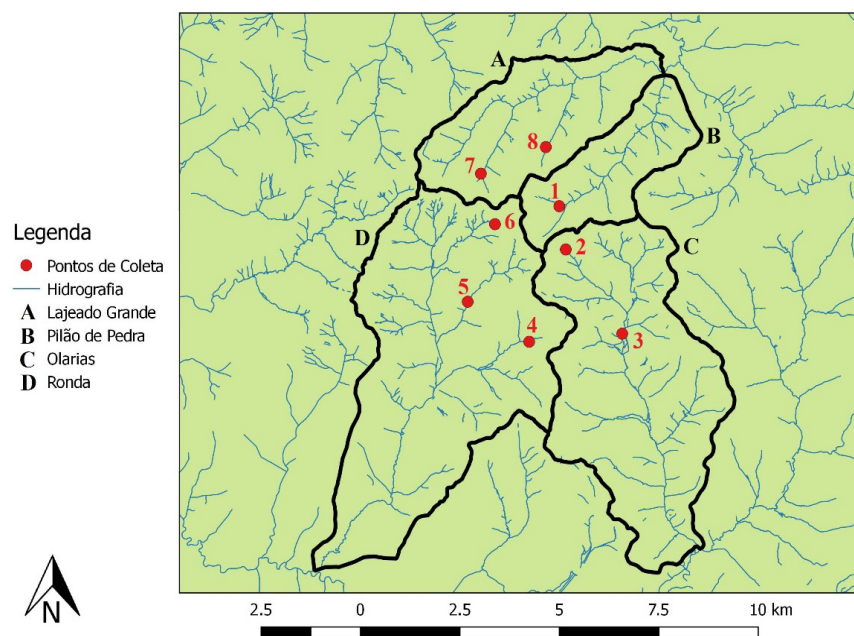 A
B
8
7
1
6
D
2
C
5
4
3
Legenda
Pontos de Coleta
Hidrografia
A Lajeado Grande
B Pilão de Pedra
C Olarias
D Ronda
N
2.5 0 2.5 5 7.5 10 km